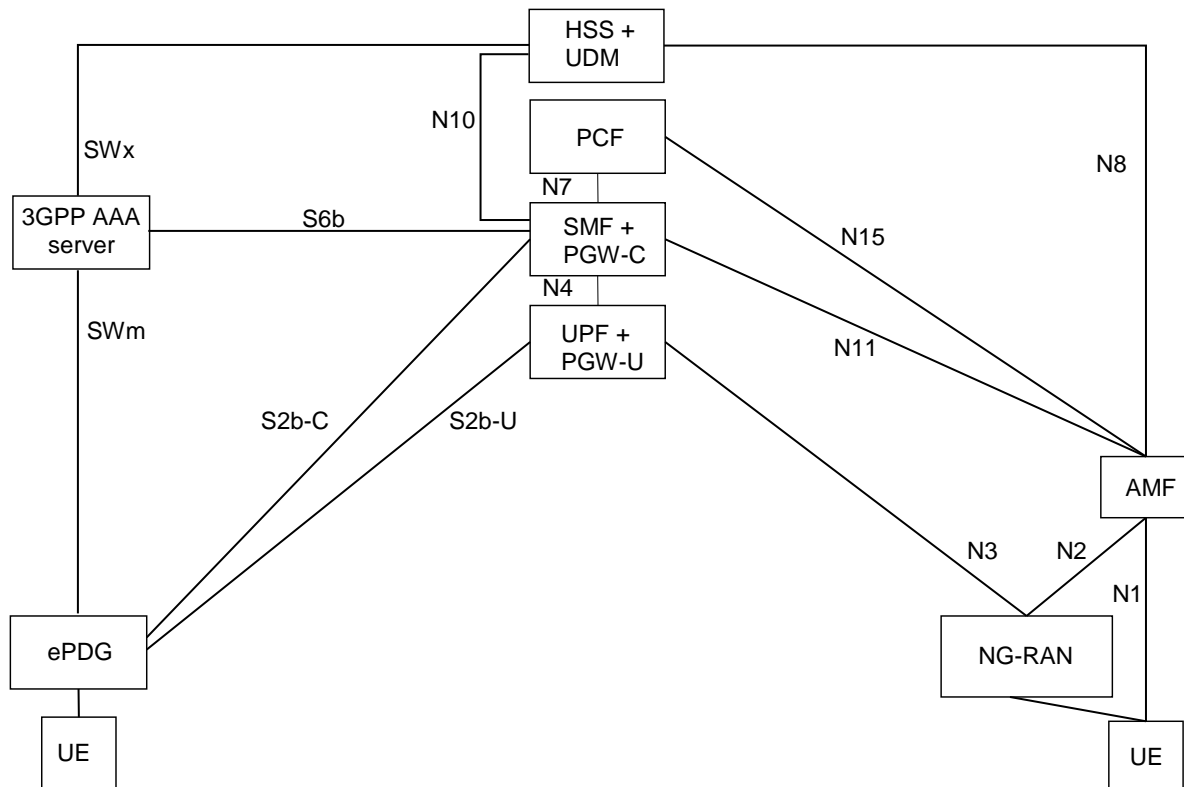 HSS +
UDM
N10
PCF
SWx
N8
N7
3GPP AAA
server
S6b
SMF +
PGW-C
N15
N4
SWm
UPF +
PGW-U
N11
S2b-C
S2b-U
AMF
N3
N2
N1
ePDG
NG-RAN
UE
UE